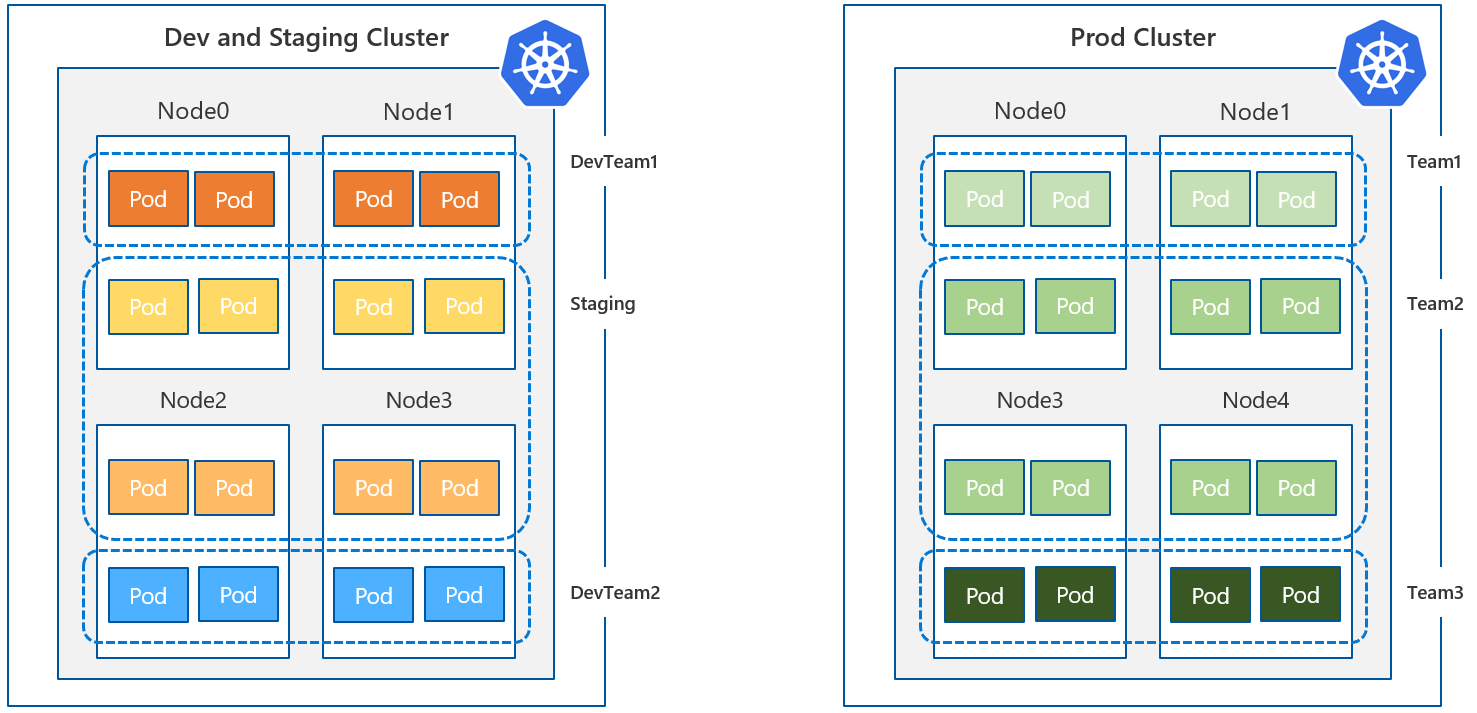 Dev and Staging Cluster
Node0 Node1
DevTeam1
Pod Pod Pod Pod
Staging
Pod Pod Pod Pod
Node2 Node3
Pod Pod Pod Pod
DevTeam2
Pod Pod Pod Pod
Prod Cluster
Node0 Node1
Team1
Pod Pod Pod Pod
Team2
Pod Pod Pod Pod
Node3 Node4
Pod Pod Pod Pod
Team3
Pod Pod Pod Pod